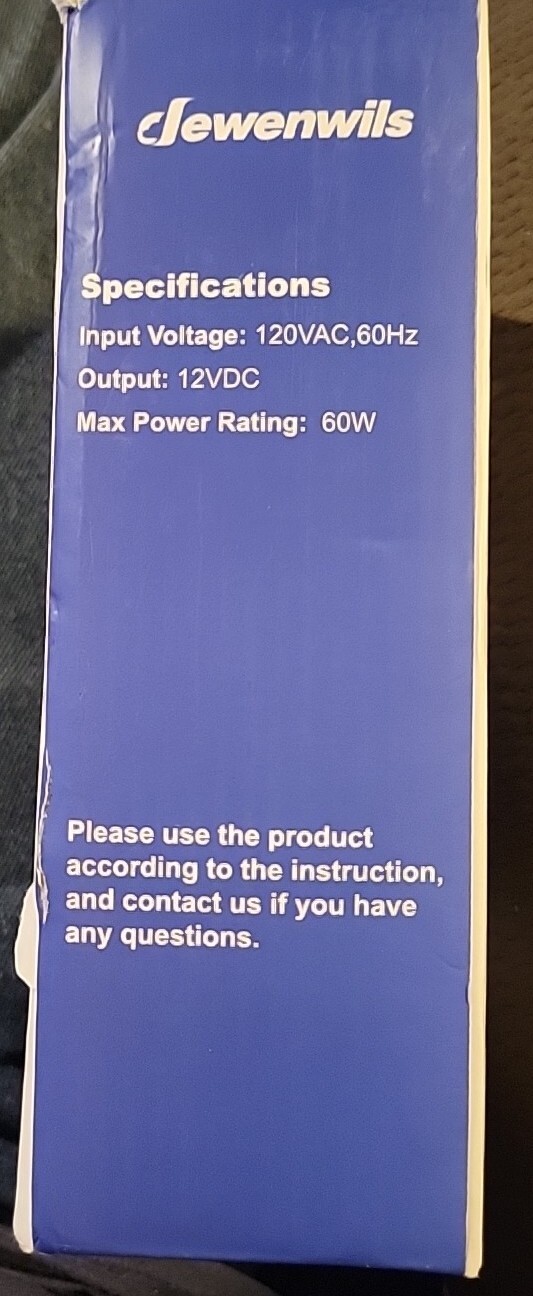 dewenwils
Specifications
Input Voltage: 120VAC,60Hz
Output: 12VDC
Max Power Rating: 60W
Please use the product
according to the instruction,
and contact us if you have
any questions.